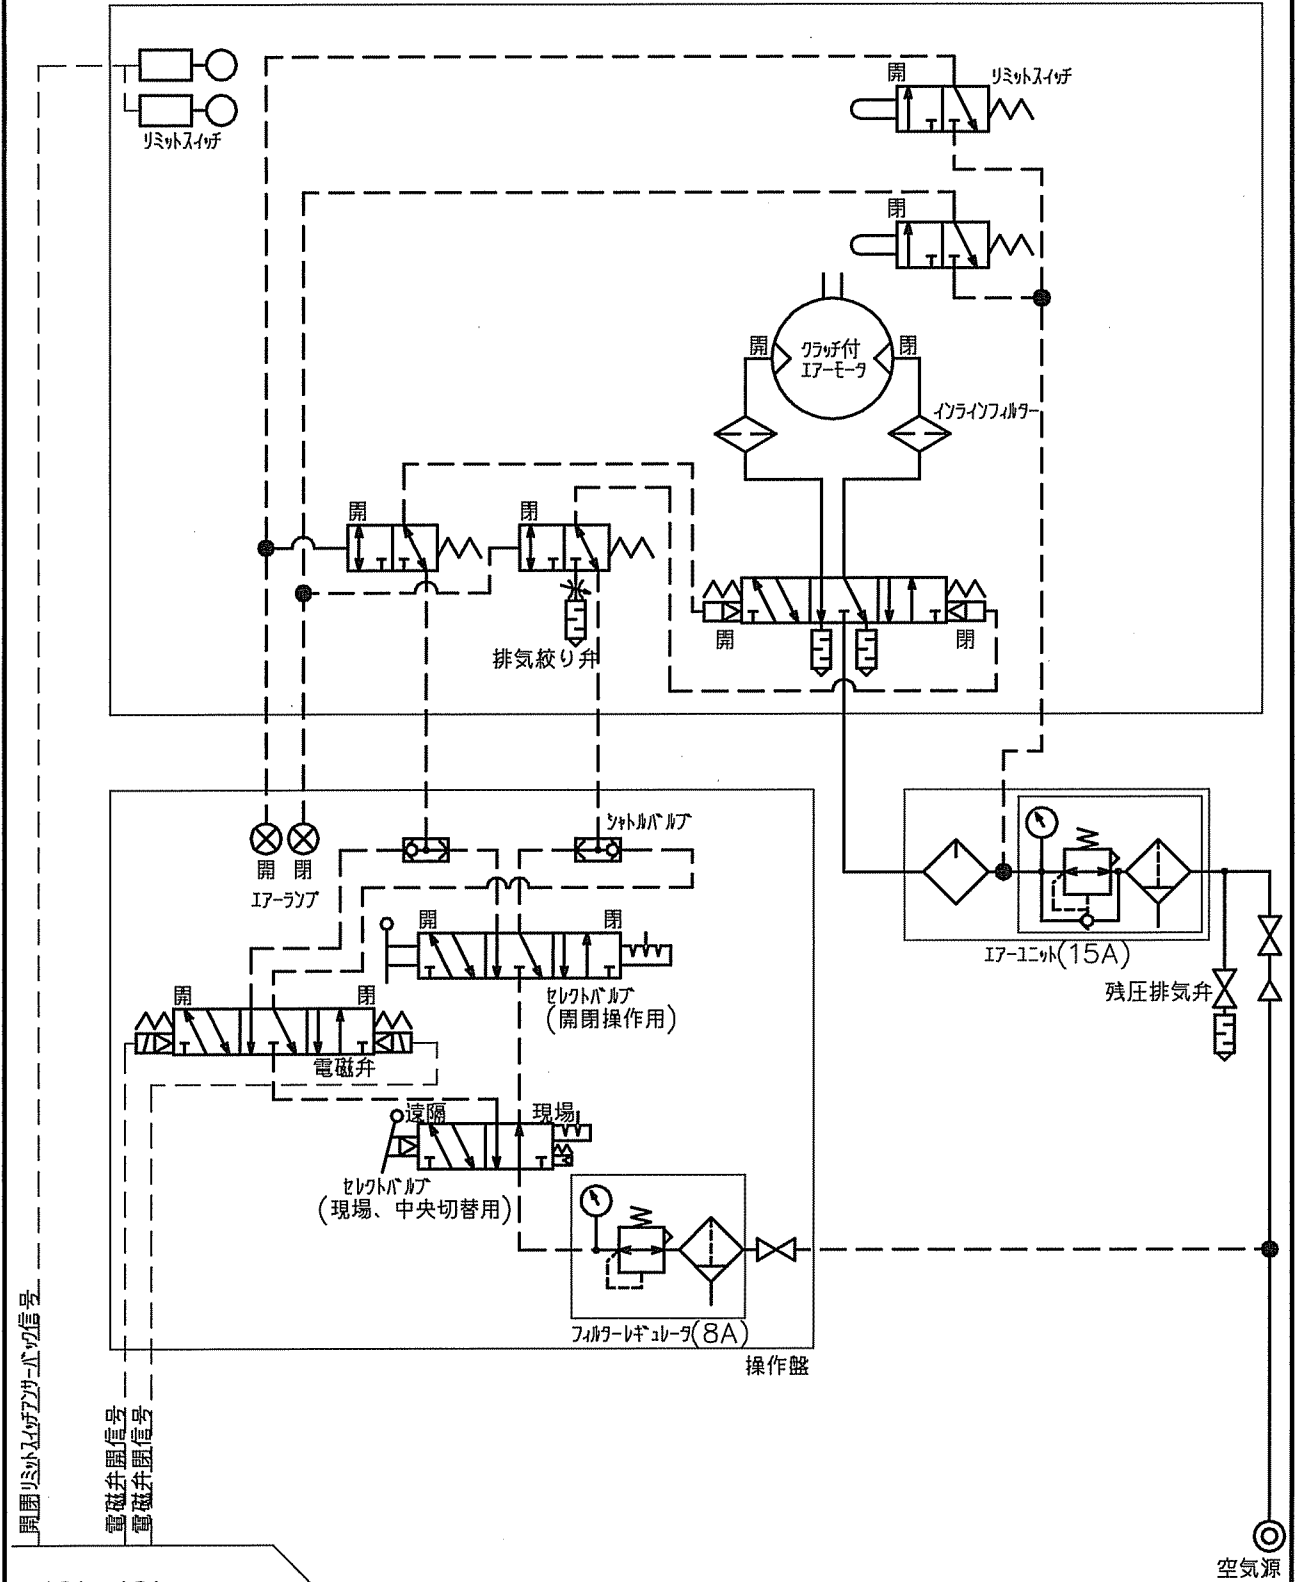 開
ﾘﾐｯﾄｽｲｯﾁ
ﾘﾐｯﾄｽｲｯﾁ
閉
開
ｸﾗｯﾁ付
ｴｱｰﾓｰﾀ
閉
ｲﾝﾗｲﾝﾌｨﾙﾀｰ
開
閉
排気絞り弁
開
閉
ｼｬﾄﾙﾊﾞﾙﾌﾞ
開
閉
ｴｱｰﾗﾝﾌﾟ
開
閉
ｴｱｰﾕﾆｯﾄ(15A)
ｾﾚｸﾄﾊﾞﾙﾌﾞ
(開閉操作用)
残圧排気弁
開
閉
電磁弁
遠隔
現場
ｾﾚｸﾄﾊﾞﾙﾌﾞ
(現場、中央切替用)
ﾌｨﾙﾀｰﾚｷﾞｭﾚｰﾀ(8A)
操作盤
開閉ﾘﾐｯﾄｽｲｯﾁｱﾝｻｰﾊﾞｯｸ信号
電磁弁開信号
電磁弁閉信号
空気源